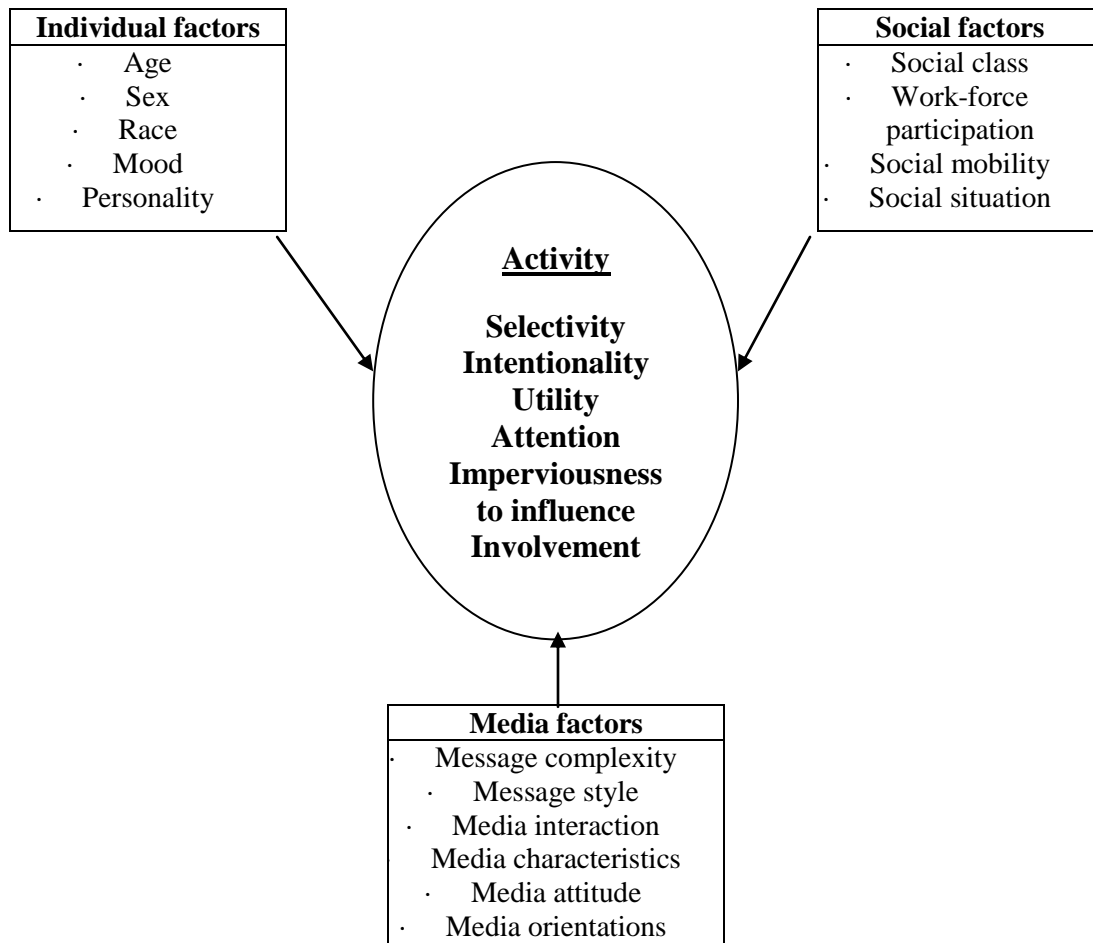 Individual factors
· Age
· Sex
· Race
· Mood
· Personality
Social factors
· Social class
· Work-force
participation
· Social mobility
· Social situation
Activity
Selectivity
Intentionality
Utility
Attention
Imperviousness
to influence
Involvement
Media factors
· Message complexity
· Message style
· Media interaction
· Media characteristics
· Media attitude
· Media orientations